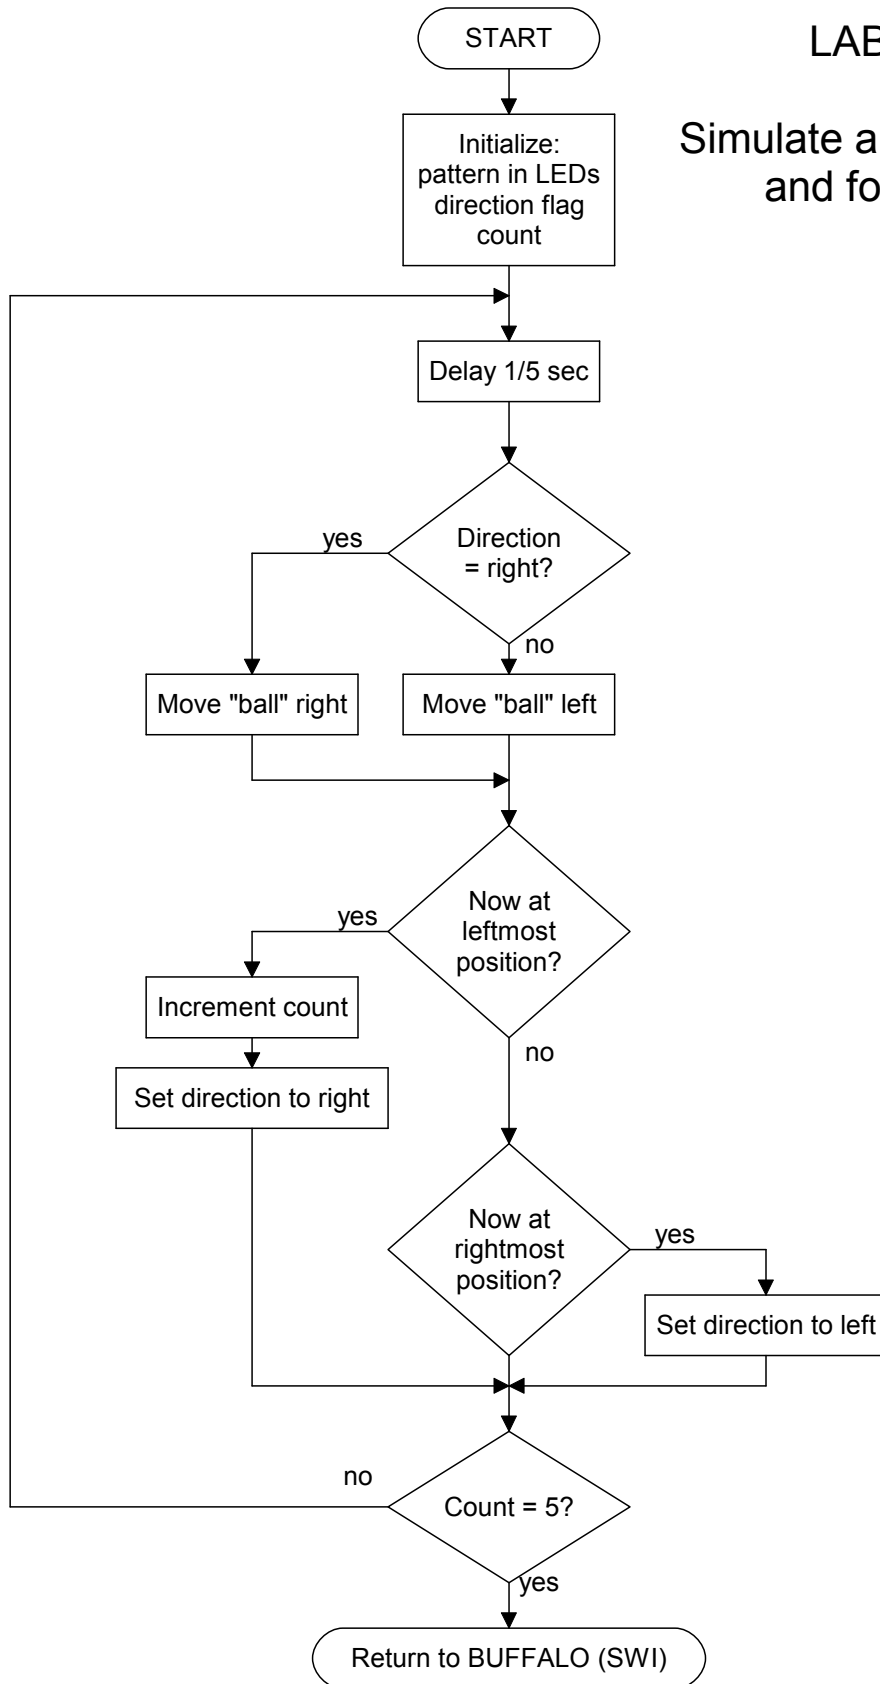 START
LAB
Simulate a
and fo
Initialize:
pattern in LEDs
direction flag
count
Delay 1/5 sec
Direction
= right?
yes
no
Move "ball" right
Move "ball" left
Now at
leftmost
position?
yes
Increment count
no
Set direction to right
Now at
rightmost
position?
yes
Set direction to left
no
Count = 5?
yes
Return to BUFFALO (SWI)